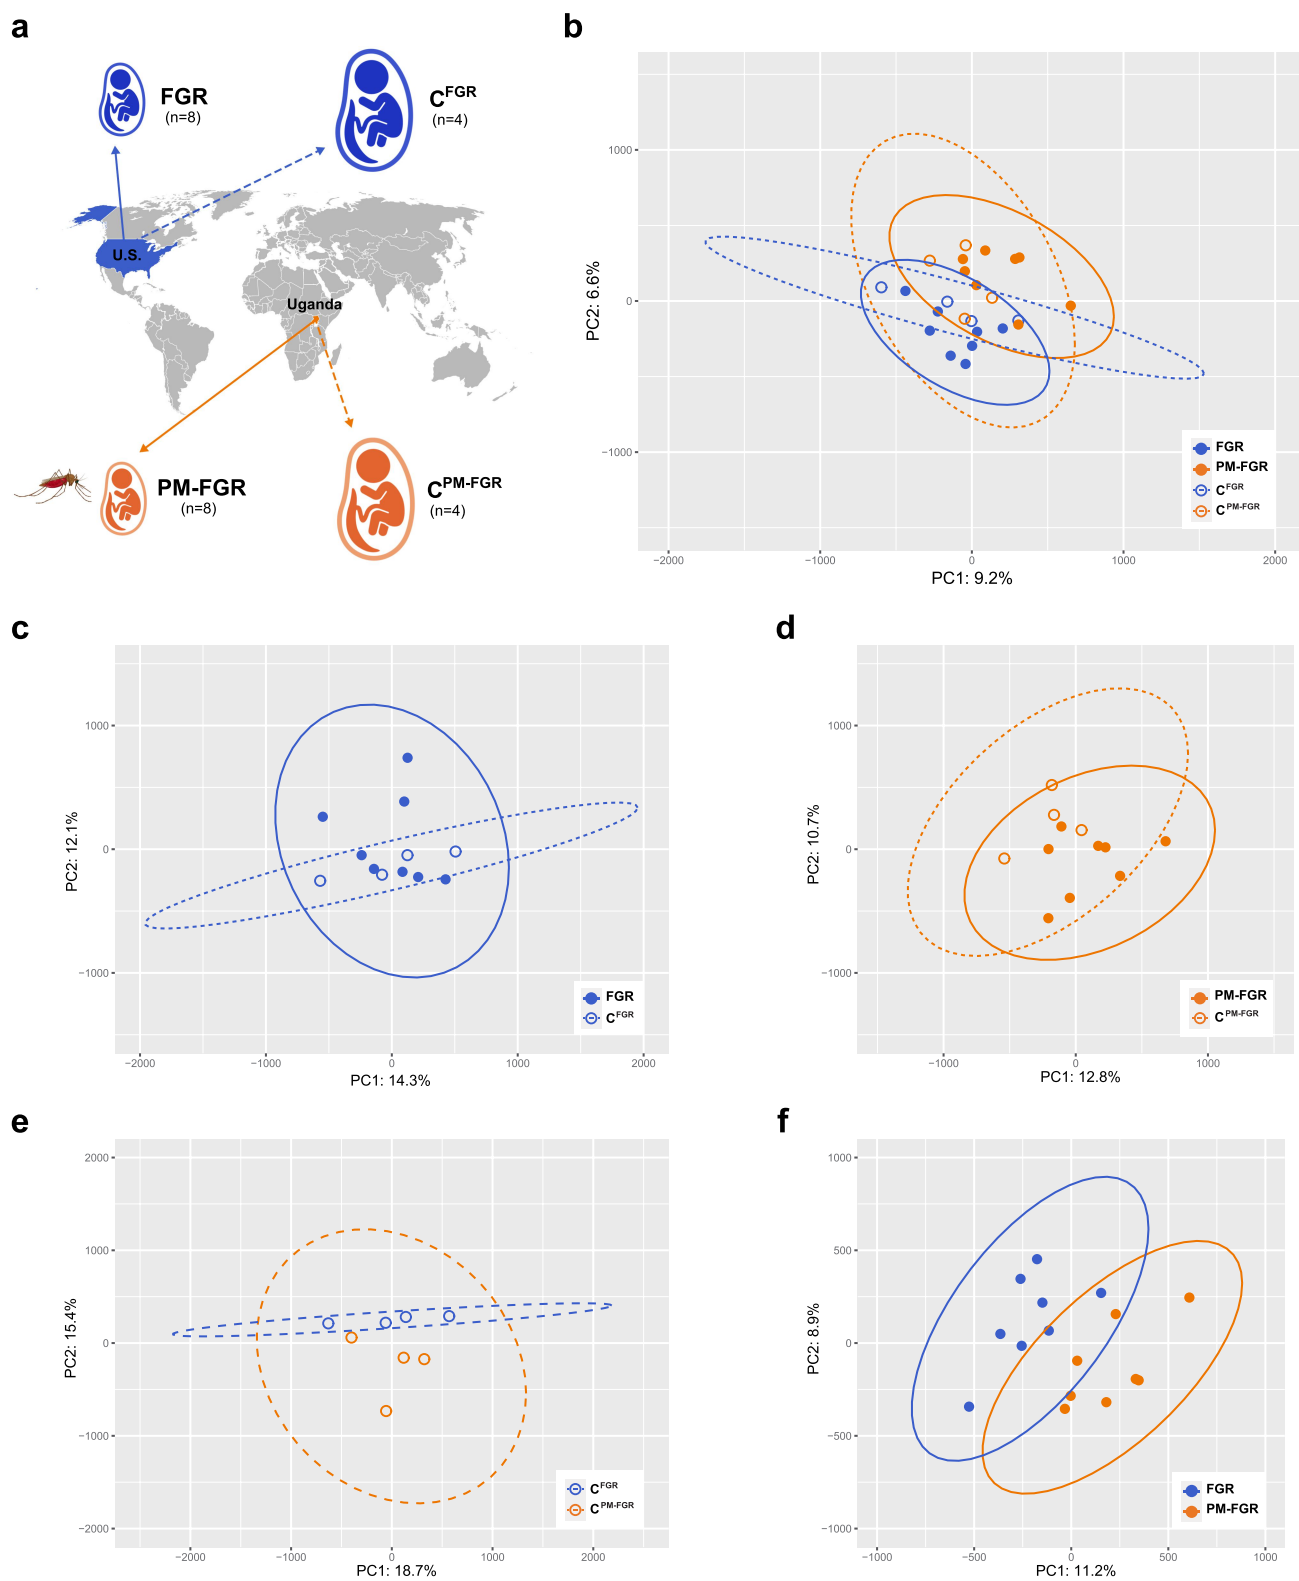 a
FGR
(n=8)
C^FGR
(n=4)
U.S.
Uganda
PM-FGR
(n=8)
C^PM-FGR
(n=4)
b
1000
0
−1000
PC2: 6.6%
−2000 −1000 0 1000 2000
PC1: 9.2%
FGR
PM-FGR
C^FGR
C^PM-FGR
c
1000
0
−1000
PC2: 12.1%
−2000 −1000 0 1000 2000
PC1: 14.3%
FGR
C^FGR
d
1000
0
−1000
PC2: 10.7%
−1000 0 1000
PC1: 12.8%
PM-FGR
C^PM-FGR
e
2000
1000
0
−1000
−2000
PC2: 15.4%
−2000 −1000 0 1000 2000
PC1: 18.7%
C^FGR
C^PM-FGR
f
1000
500
0
−500
−1000
PC2: 8.9%
−1000 −500 0 500 1000
PC1: 11.2%
FGR
PM-FGR